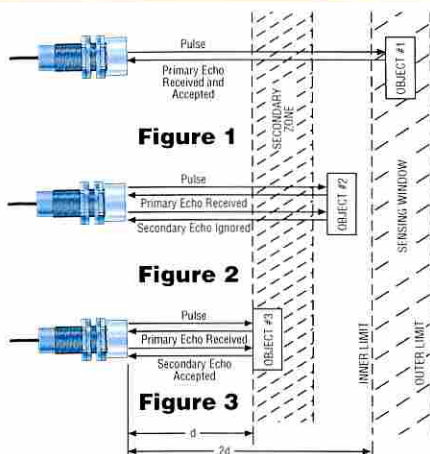 Pulse
Primary Echo
Received and
Accepted
OBJECT #1
Figure 1
SECONDARY
ZONE
SENSING WINDOW
Pulse
Primary Echo Received
Secondary Echo Ignored
OBJECT #2
Figure 2
Pulse
Primary Echo Received
Secondary Echo
Accepted
OBJECT #3
Figure 3
INNER LIMIT
OUTER LIMIT
d
2d